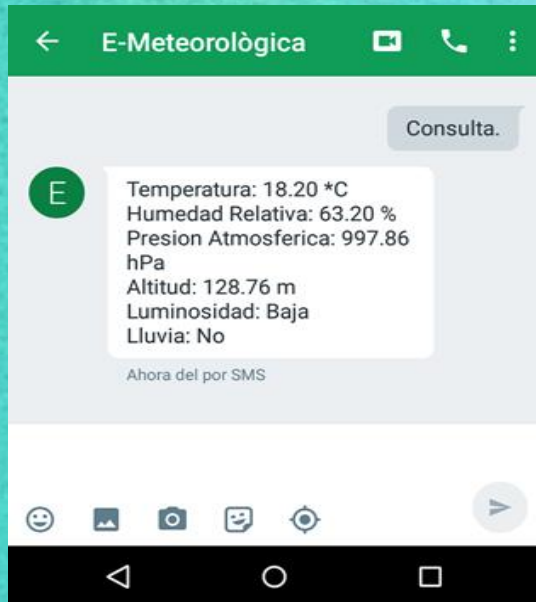 E-Meteorològica
Consulta.
E
Temperatura: 18.20 *C
Humedad Relativa: 63.20 %
Presion Atmosferica: 997.86
hPa
Altitud: 128.76 m
Luminosidad: Baja
Lluvia: No
Ahora del por SMS